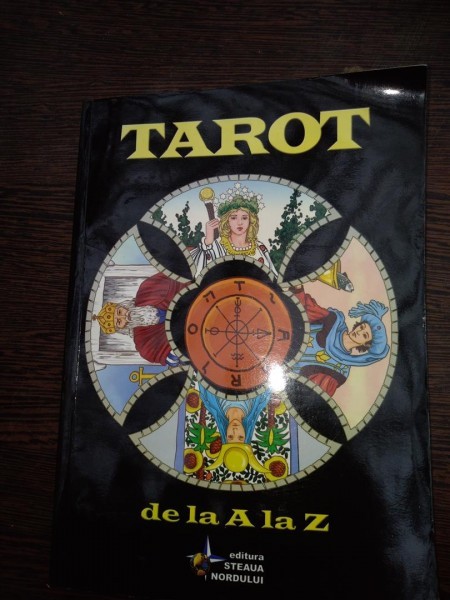 TAROT
de la A la Z
editura
STEAUA
NORDULUI